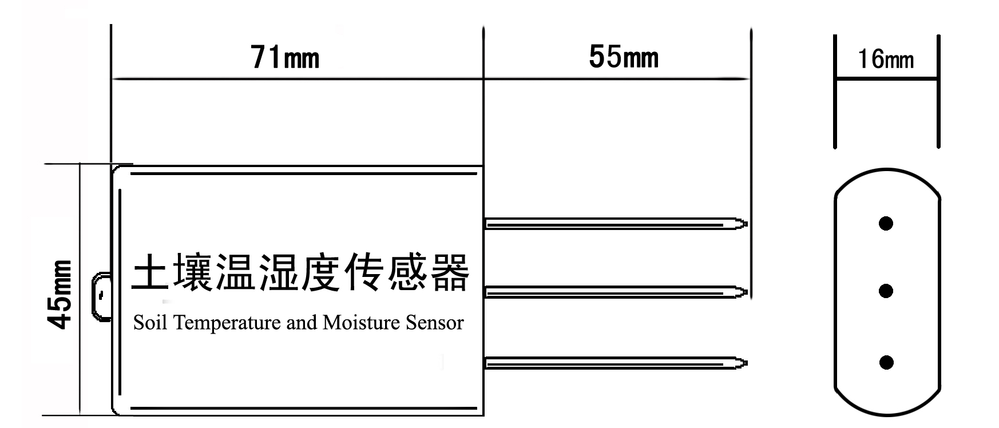 71mm
55mm
16mm
45mm
土壤温湿度传感器
Soil Temperature and Moisture Sensor